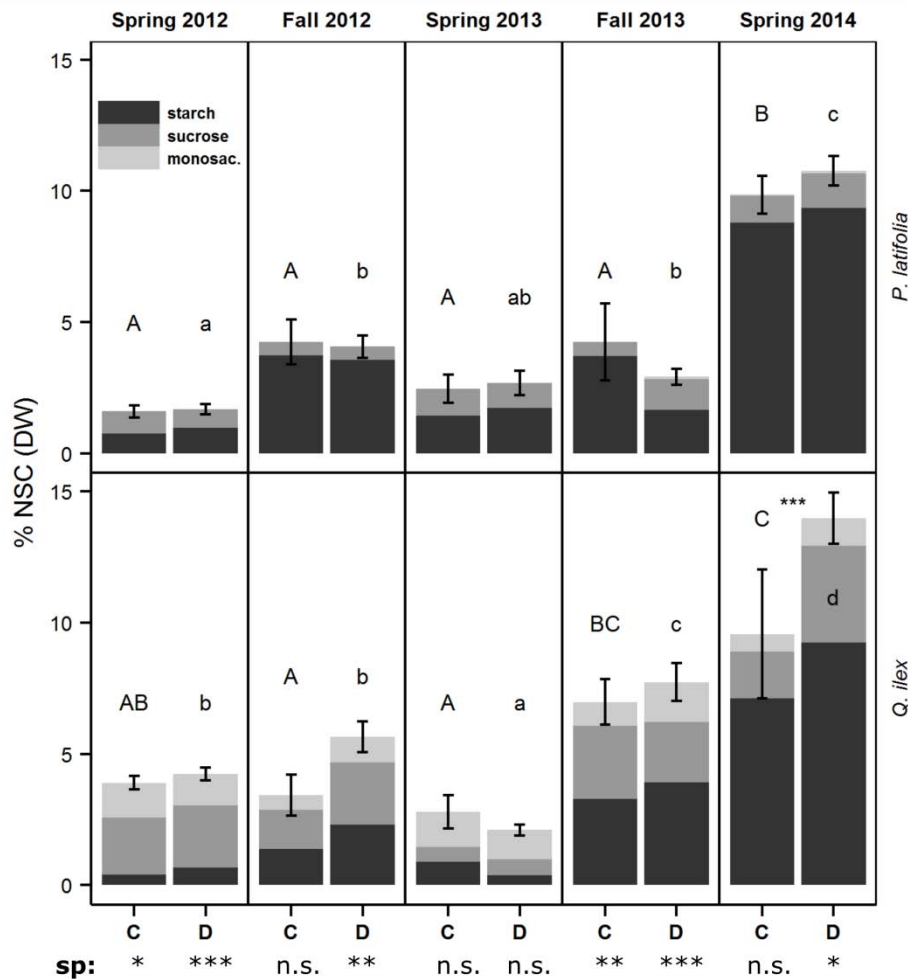 Spring 2012 Fall 2012 Spring 2013 Fall 2013 Spring 2014
15
starch
sucrose
monosac.
B c
10
A b A b
A ab
5
A a
0
P. latifolia
% NSC (DW)
15
C *** 
d
10
BC c
AB b A b A a
5
0
Q. ilex
C D C D C D C D C D
sp: * *** n.s. ** n.s. n.s. ** *** n.s. *